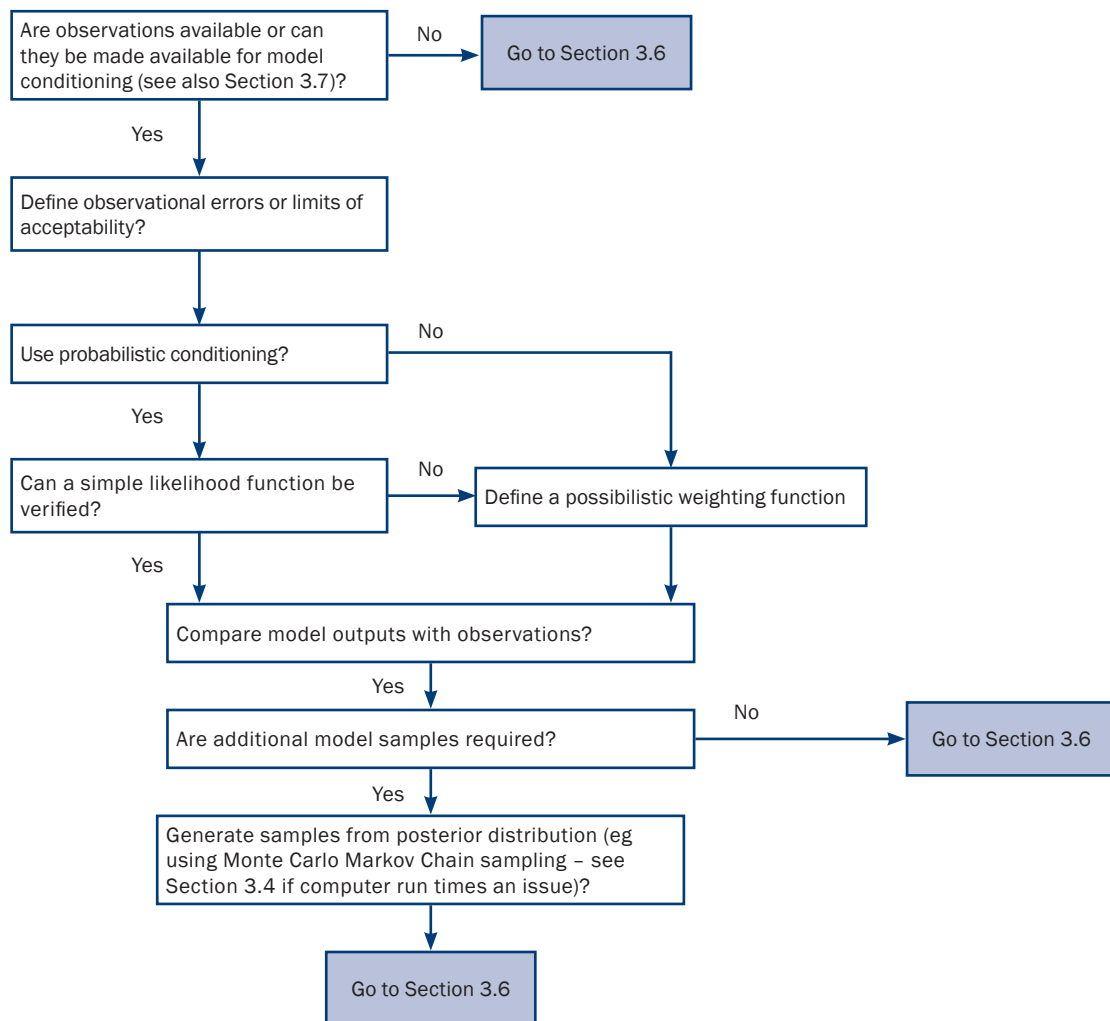 Are observations available or can
they be made available for model
conditioning (see also Section 3.7)?
No
Go to Section 3.6
Yes
Define observational errors or limits of
acceptability?
Use probabilistic conditioning?
No
Yes
Can a simple likelihood function be
verified?
No
Define a possibilistic weighting function
Yes
Compare model outputs with observations?
Yes
Are additional model samples required?
No
Go to Section 3.6
Yes
Generate samples from posterior distribution (eg
using Monte Carlo Markov Chain sampling – see
Section 3.4 if computer run times an issue)?
Go to Section 3.6